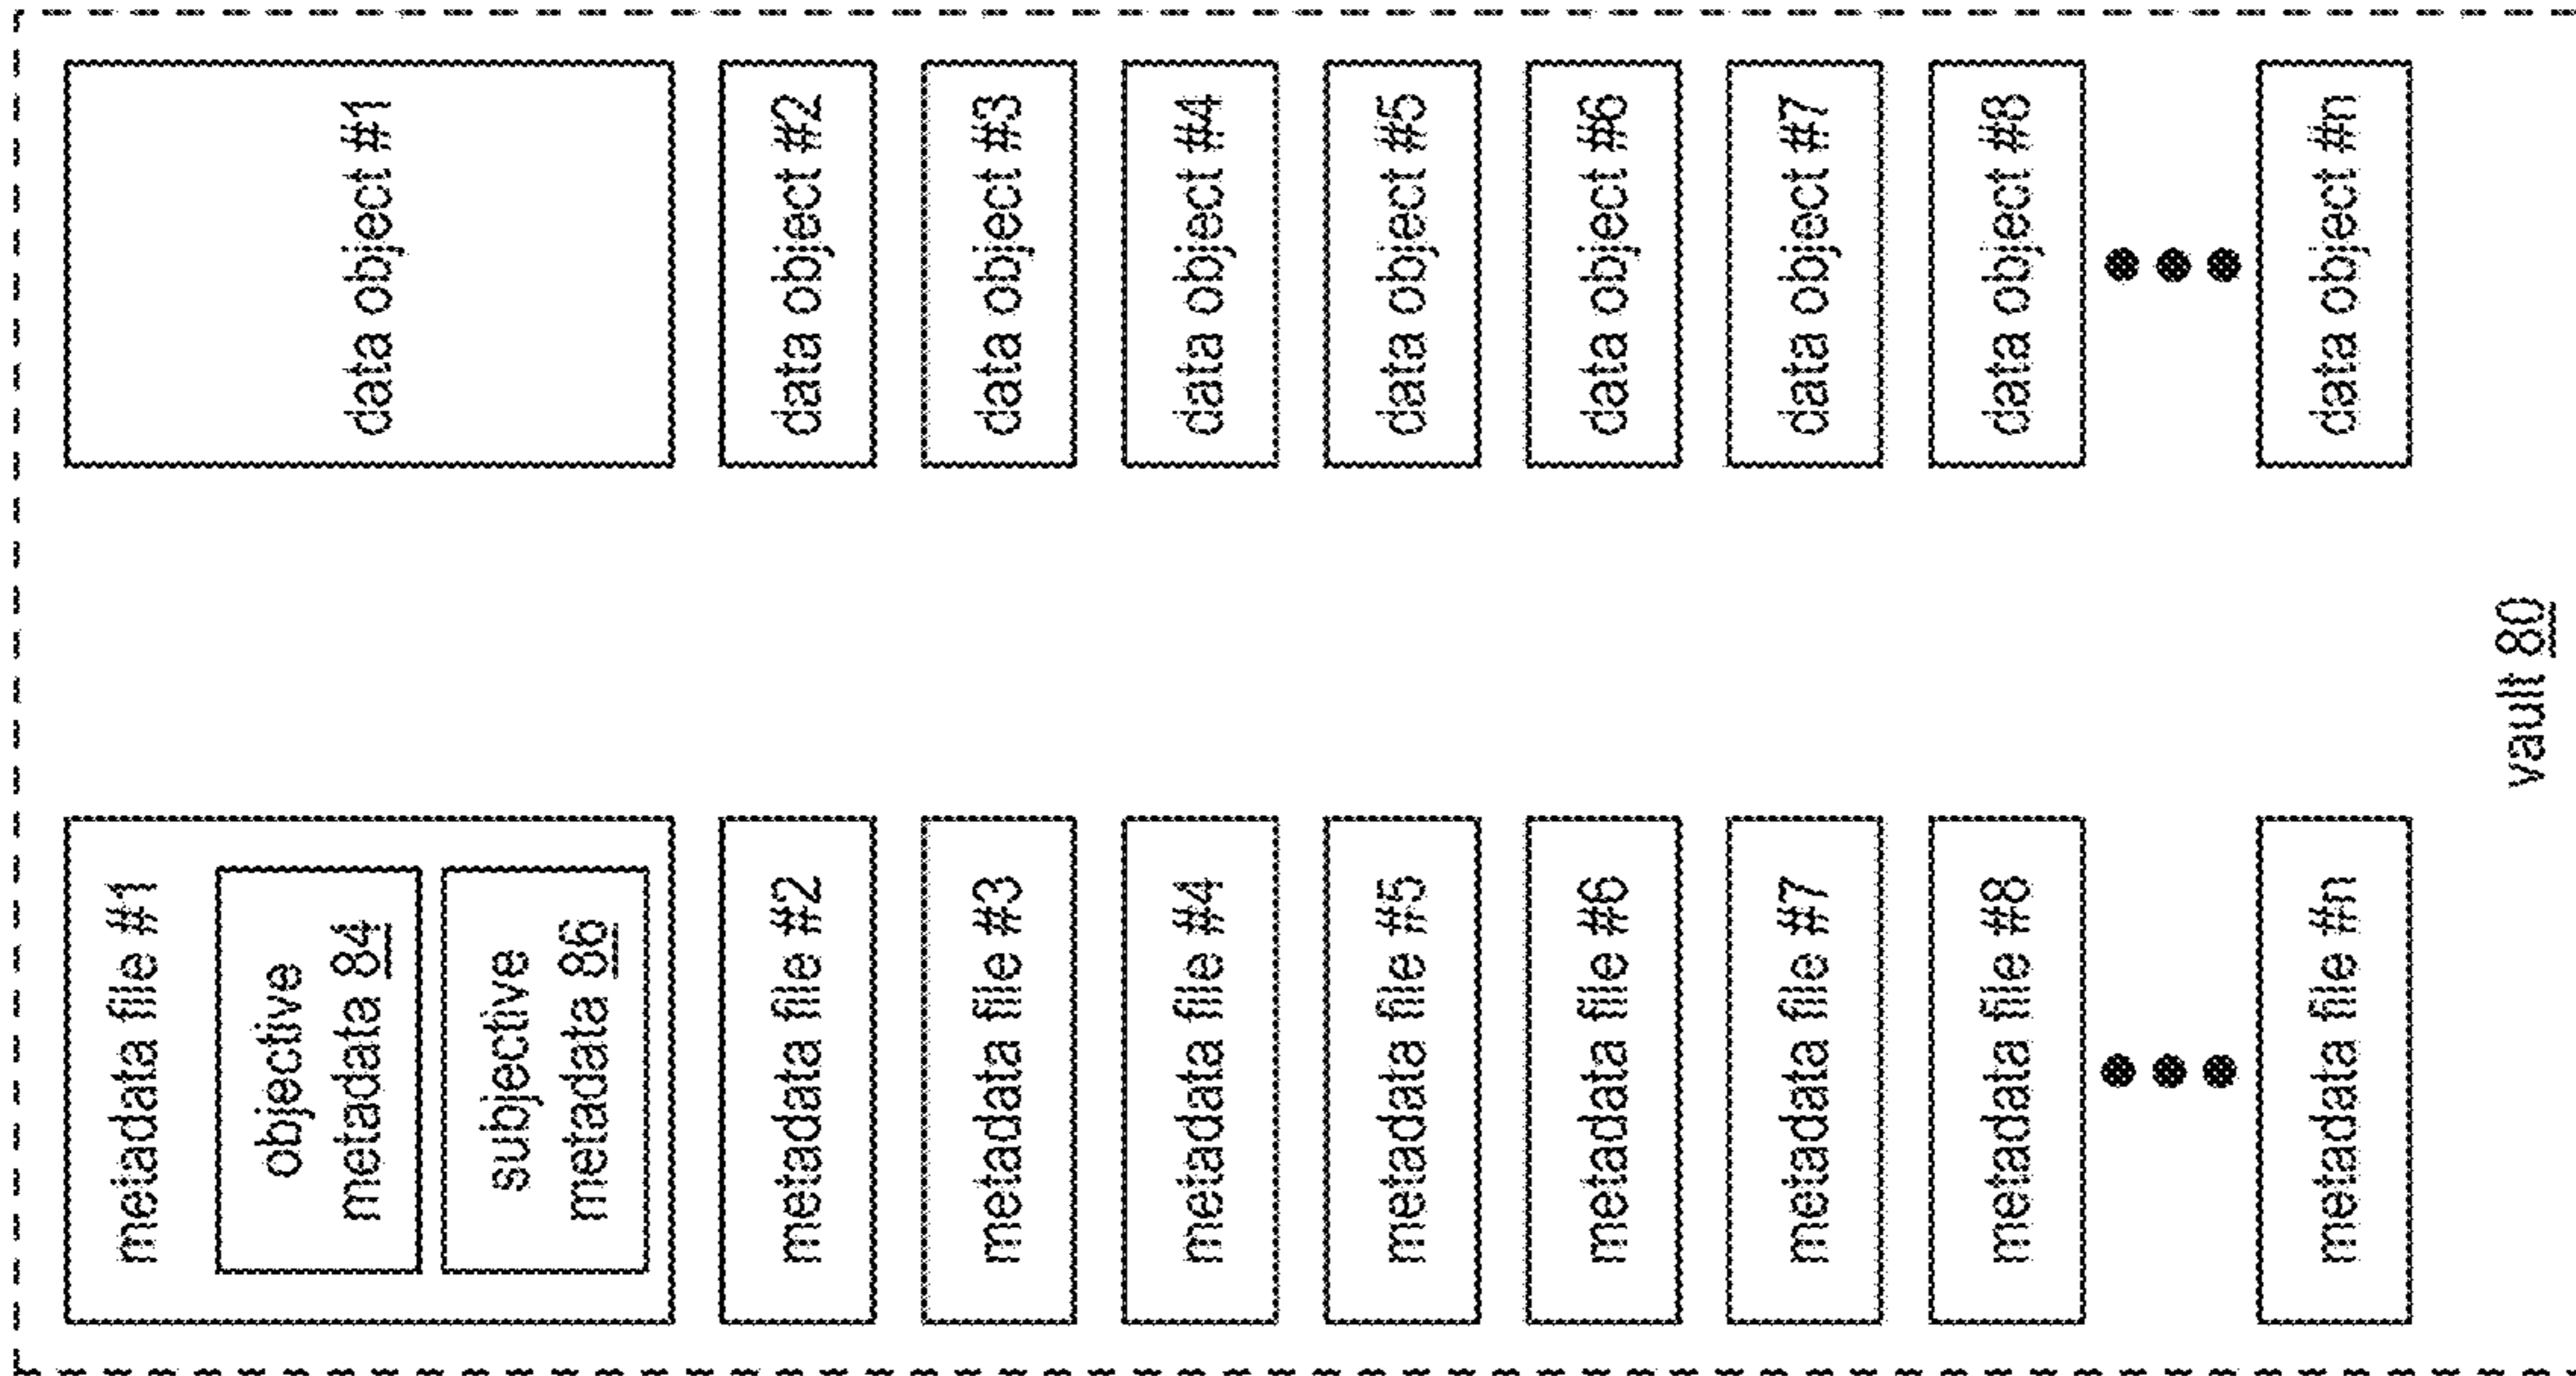 metadata file #1
objective
metadata 84
subjective
metadata 86
data object #1
metadata file #2
data object #2
metadata file #3
data object #3
metadata file #4
data object #4
metadata file #5
data object #5
metadata file #6
data object #6
metadata file #7
data object #7
metadata file #8
data object #8
metadata file #n
data object #n
vault 80